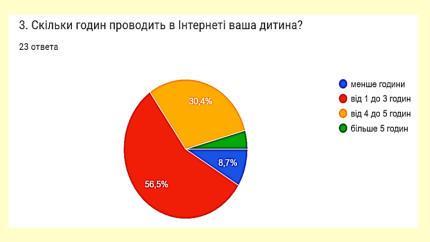 3. Скільки годин проводить в Інтернеті ваша дитина?
23 ответа
30,4%
8,7%
56,5%
менше години
від 1 до 3 годин
від 4 до 5 годин
більше 5 годин